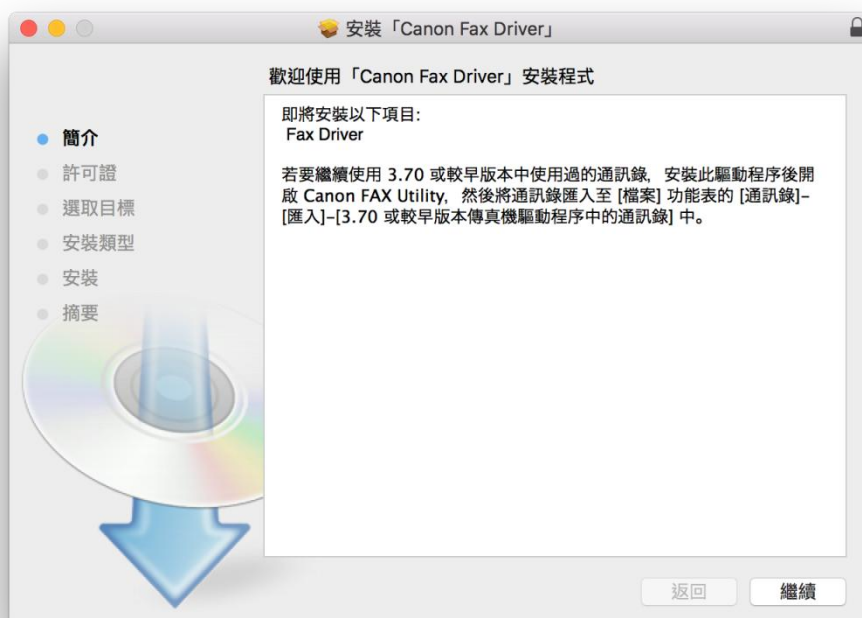 安裝「Canon Fax Driver」
歡迎使用「Canon Fax Driver」安裝程式
簡介
許可證
選取目標
安裝類型
安裝
摘要
即將安裝以下項目:
Fax Driver
若要繼續使用 3.70 或較早版本中使用過的通訊錄，安裝此驅動程序後開
啟 Canon FAX Utility，然後將通訊錄匯入至 [檔案] 功能表的 [通訊錄]–
[匯入]–[3.70 或較早版本傳真機驅動程序中的通訊錄] 中。
返回
繼續